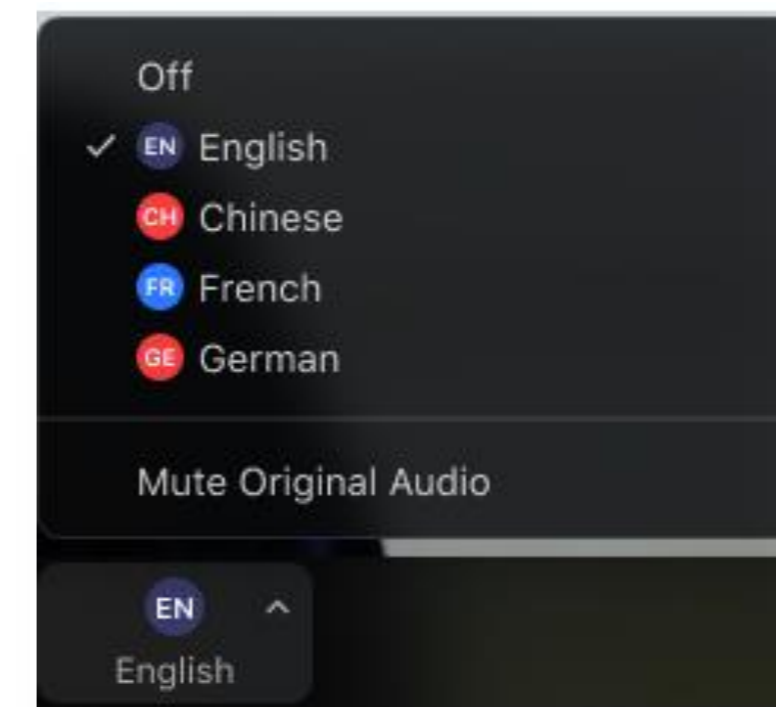 Off
EN English
CH Chinese
FR French
GE German
Mute Original Audio
EN
English